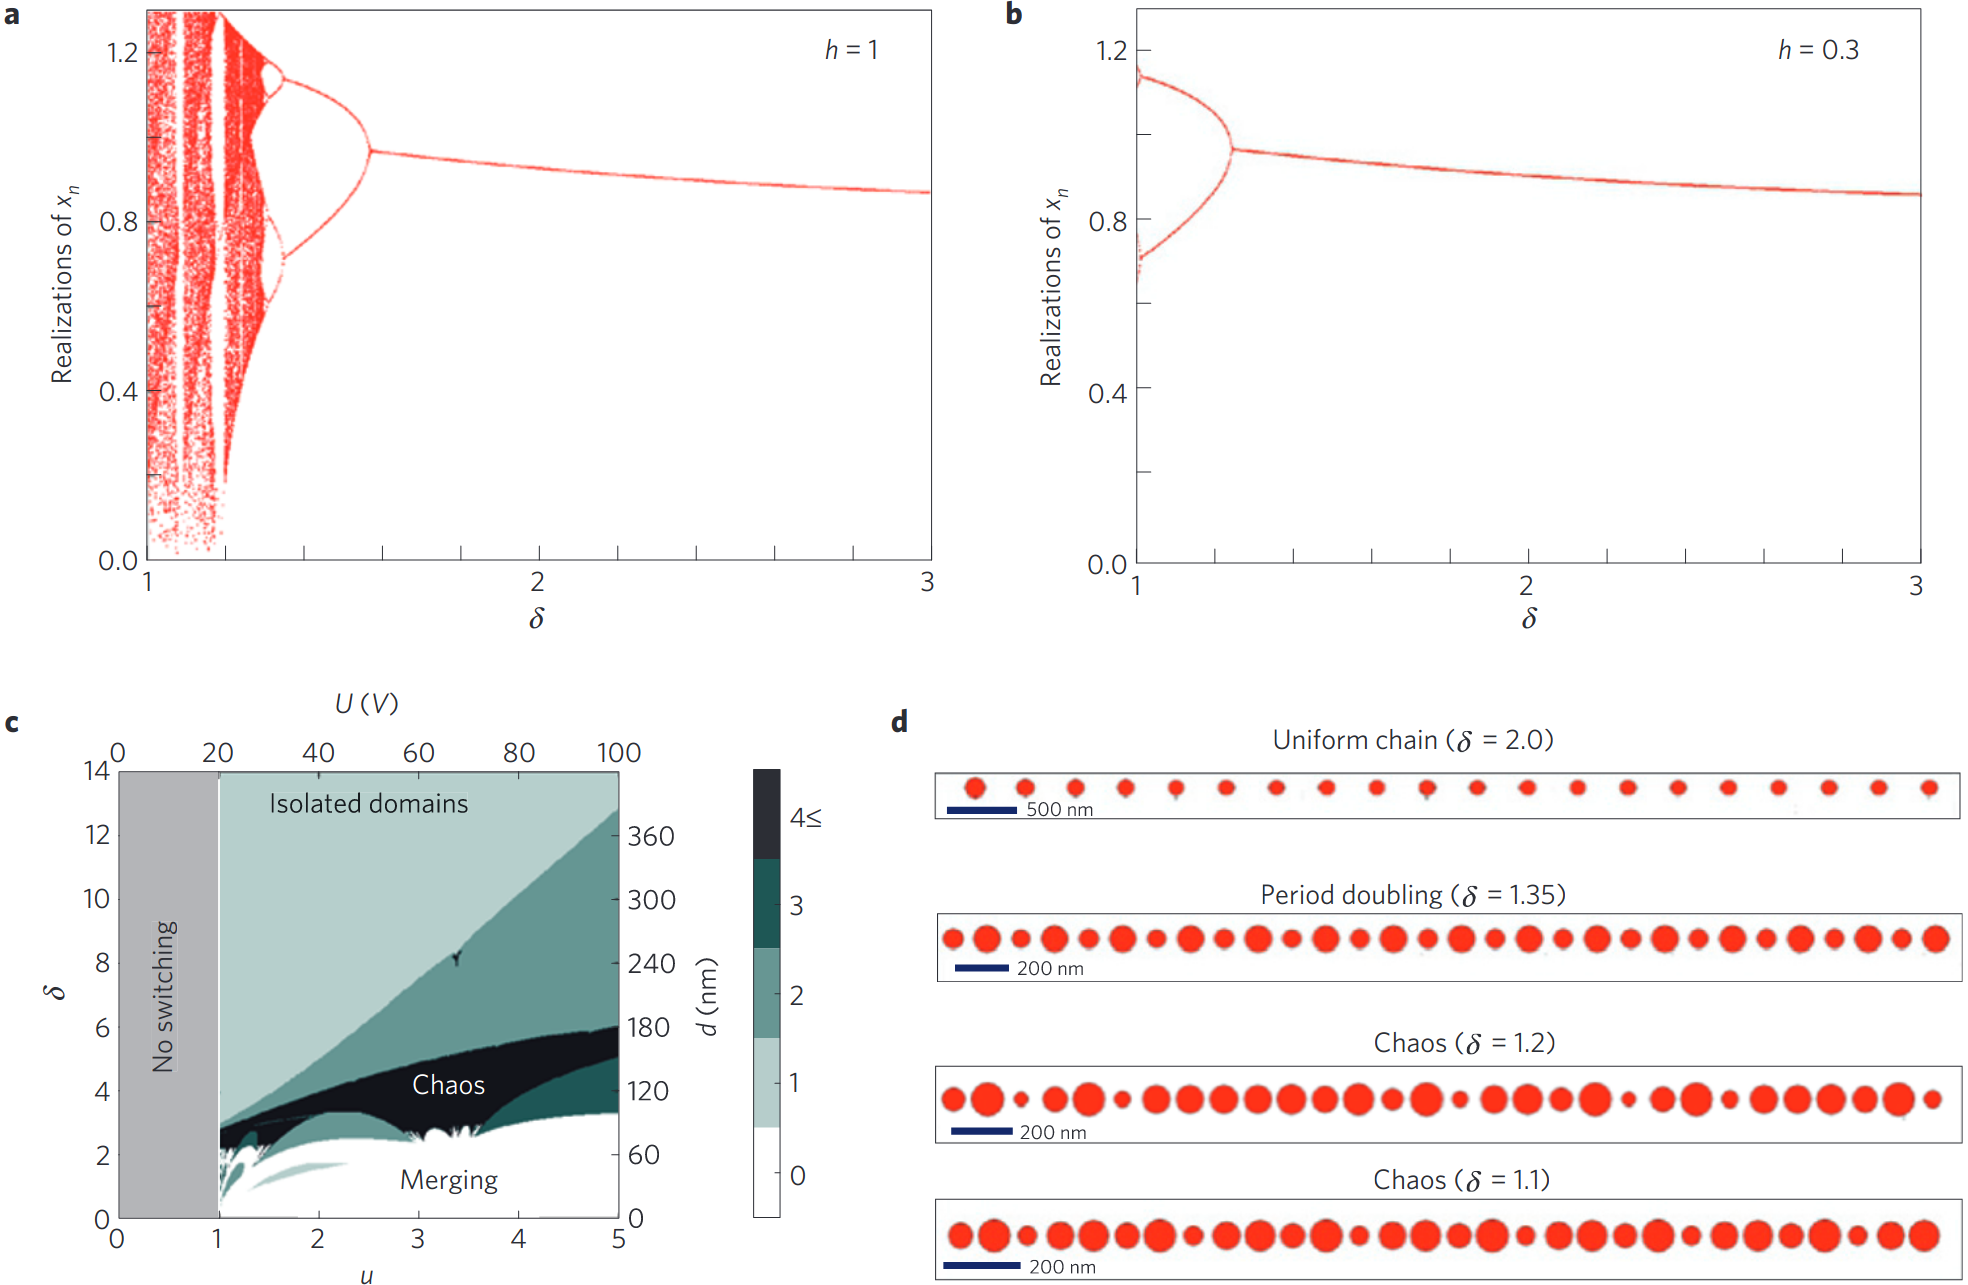 a
h = 1
1.2
0.8
0.4
0.0
Realizations of xn
1 2 3
δ
b
h = 0.3
1.2
0.8
0.4
0.0
Realizations of xn
1 2 3
δ
c
U (V)
0 20 40 60 80 100
14
12
10
8
6
4
2
0
δ
No switching
Isolated domains
Chaos
Merging
360
300
240
180
120
60
0
d (nm)
0 1 2 3 4 5
u
4≤
3
2
1
0
d
Uniform chain (δ = 2.0)
500 nm
Period doubling (δ = 1.35)
200 nm
Chaos (δ = 1.2)
200 nm
Chaos (δ = 1.1)
200 nm